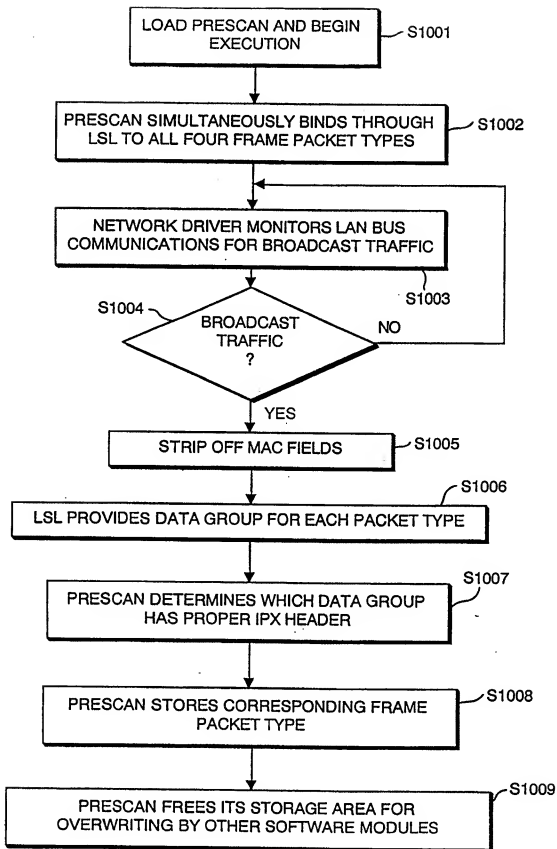 LOAD PRESCAN AND BEGIN
EXECUTION
S1001
PRESCAN SIMULTANEOUSLY BINDS THROUGH
LSL TO ALL FOUR FRAME PACKET TYPES
S1002
NETWORK DRIVER MONITORS LAN BUS
COMMUNICATIONS FOR BROADCAST TRAFFIC
S1003
S1004
BROADCAST
TRAFFIC
?
NO
YES
STRIP OFF MAC FIELDS
S1005
S1006
LSL PROVIDES DATA GROUP FOR EACH PACKET TYPE
S1007
PRESCAN DETERMINES WHICH DATA GROUP
HAS PROPER IPX HEADER
S1008
PRESCAN STORES CORRESPONDING FRAME
PACKET TYPE
S1009
PRESCAN FREES ITS STORAGE AREA FOR
OVERWRITING BY OTHER SOFTWARE MODULES